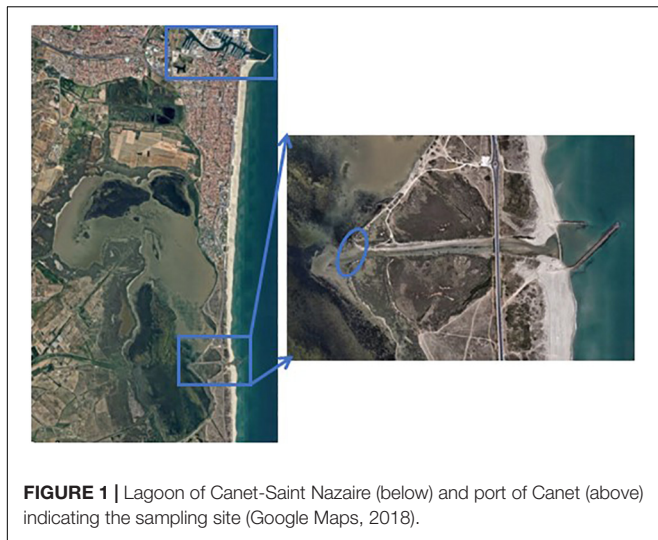 FIGURE 1 | Lagoon of Canet-Saint Nazaire (below) and port of Canet (above)
indicating the sampling site (Google Maps, 2018).